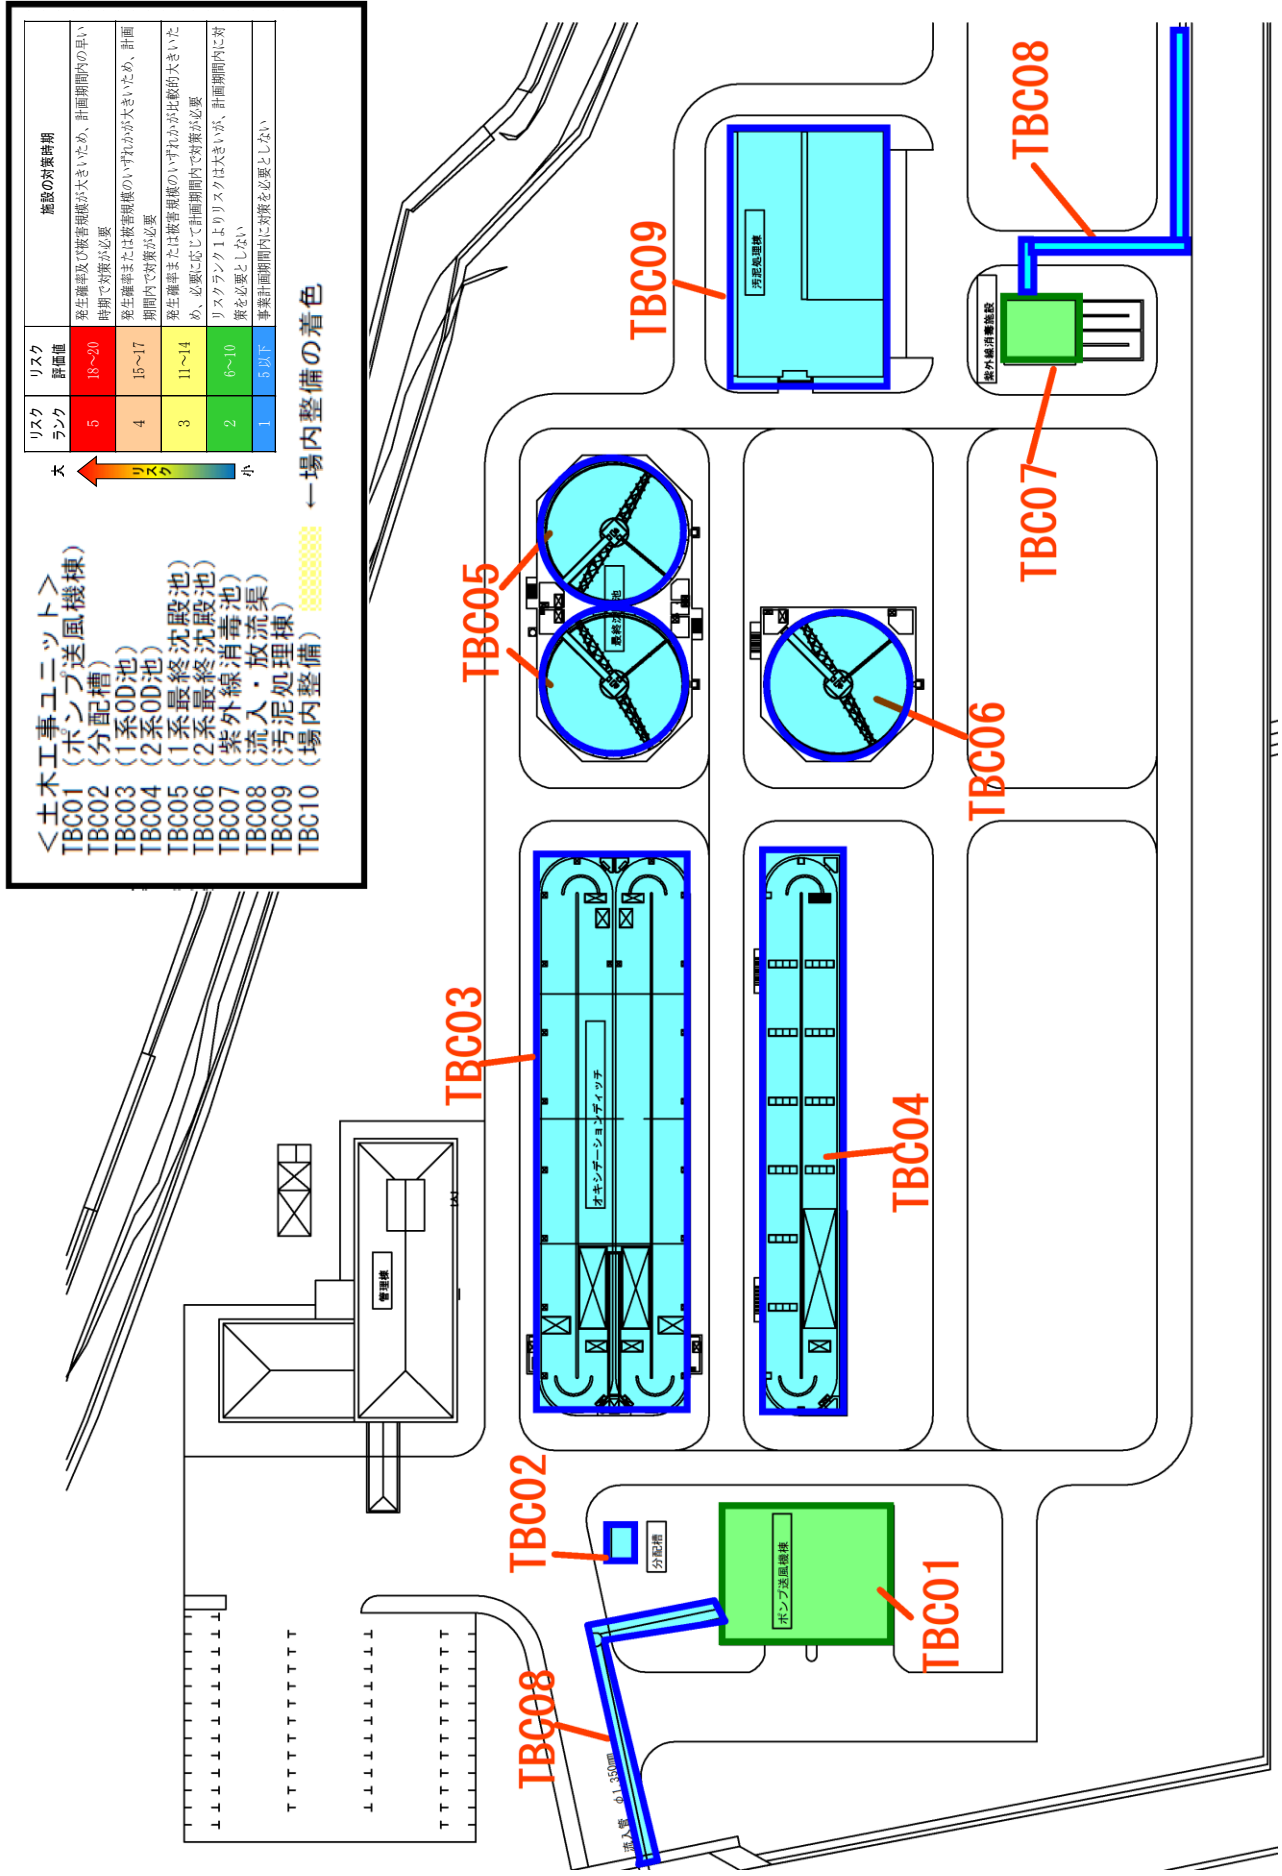 <土木工事ユニット>
TBC01 (ポンプ送風機棟)
TBC02 (分配槽)
TBC03 (1系OD池)
TBC04 (2系OD池)
TBC05 (1系最終沈殿池)
TBC06 (2系最終沈殿池)
TBC07 (紫外線消毒池)
TBC08 (流入・放流渠)
TBC09 (汚泥処理棟)
TBC10 (場内整備)
←場内整備の着色
大
リスク
小
リスク
ランク
リスク
評価値
施設の対策時期
5
18~20
発生確率及び被害規模が大きいため、計画期間内の早い
時期で対策が必要
4
15~17
発生確率または被害規模のいずれかが大きいため、計画
期間内で対策が必要
3
11~14
発生確率または被害規模のいずれかが比較的大きいた
め、必要に応じて計画期間内で対策が必要
2
6~10
リスクランク1よりリスクは大きいが、計画期間内に対
策を必要としない
1
5以下
事業計画期間内に対策を必要としない
管理棟
TBC03
オキシデーションディッチ
TBC05
TBC09
汚泥処理棟
TBC08
TBC02
分配槽
TBC04
TBC06
TBC07
紫外線消毒施設
TBC08
流入管 φ1,350mm
ポンプ送風機棟
TBC01